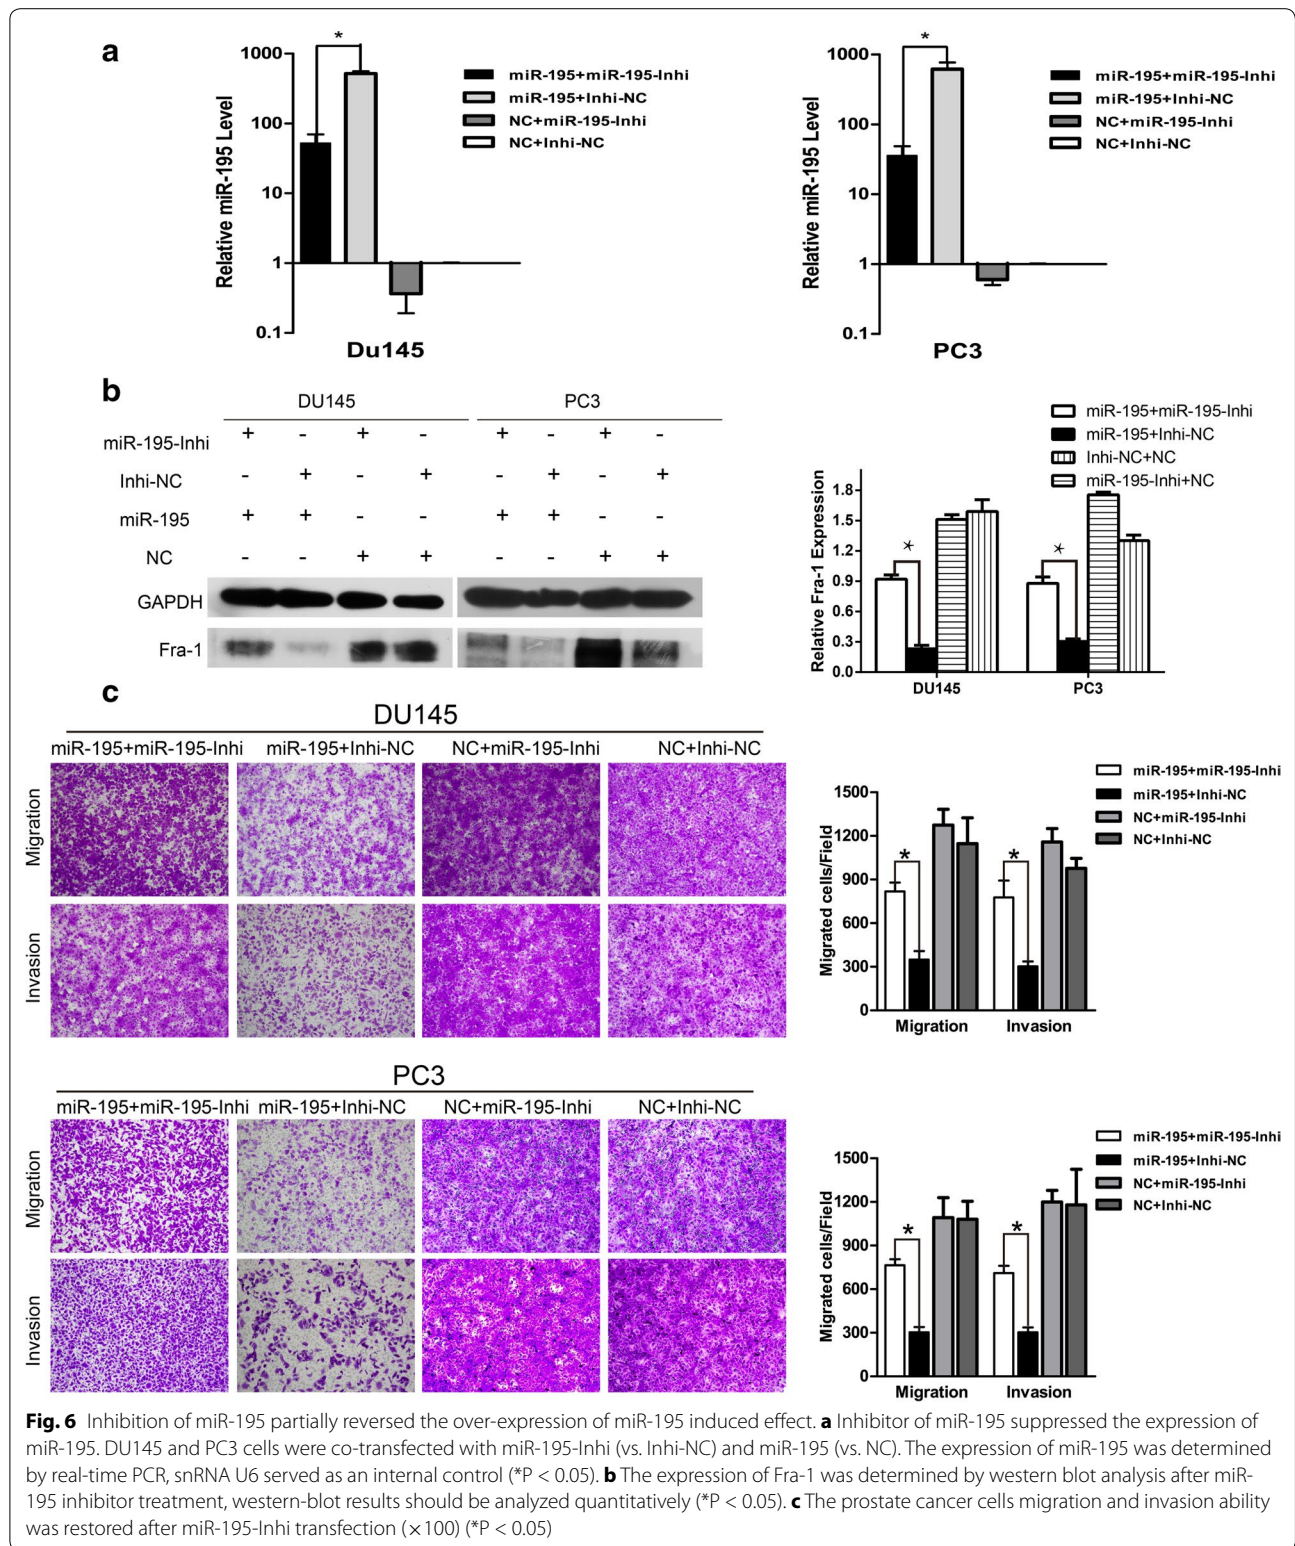 a
*
1000
100
10
1
0.1
Relative miR-195 Level
Du145
miR-195+miR-195-Inhi
miR-195+Inhi-NC
NC+miR-195-Inhi
NC+Inhi-NC
*
1000
100
10
1
0.1
Relative miR-195 Level
PC3
miR-195+miR-195-Inhi
miR-195+Inhi-NC
NC+miR-195-Inhi
NC+Inhi-NC
b
DU145 PC3
miR-195-Inhi + - + - + - + -
Inhi-NC - + - + - + - +
miR-195 + + - - + + - -
NC - - + + - - + +
GAPDH
Fra-1
miR-195+miR-195-Inhi
miR-195+Inhi-NC
Inhi-NC+NC
miR-195-Inhi+NC
Relative Fra-1 Expression
1.8
1.5
1.2
0.9
0.6
0.3
0.0
* *
DU145 PC3
c
DU145
miR-195+miR-195-Inhi miR-195+Inhi-NC NC+miR-195-Inhi NC+Inhi-NC
Migration
Invasion
miR-195+miR-195-Inhi
miR-195+Inhi-NC
NC+miR-195-Inhi
NC+Inhi-NC
Migrated cells/Field
1500
1200
900
600
300
0
* *
Migration Invasion
PC3
miR-195+miR-195-Inhi miR-195+Inhi-NC NC+miR-195-Inhi NC+Inhi-NC
Migration
Invasion
miR-195+miR-195-Inhi
miR-195+Inhi-NC
NC+miR-195-Inhi
NC+Inhi-NC
Migrated cells/Field
1500
1200
900
600
300
0
* *
Migration Invasion
Fig. 6 Inhibition of miR-195 partially reversed the over-expression of miR-195 induced effect. a Inhibitor of miR-195 suppressed the expression of
miR-195. DU145 and PC3 cells were co-transfected with miR-195-Inhi (vs. Inhi-NC) and miR-195 (vs. NC). The expression of miR-195 was determined
by real-time PCR, snRNA U6 served as an internal control (*P < 0.05). b The expression of Fra-1 was determined by western blot analysis after miR-
195 inhibitor treatment, western-blot results should be analyzed quantitatively (*P < 0.05). c The prostate cancer cells migration and invasion ability
was restored after miR-195-Inhi transfection (×100) (*P < 0.05)